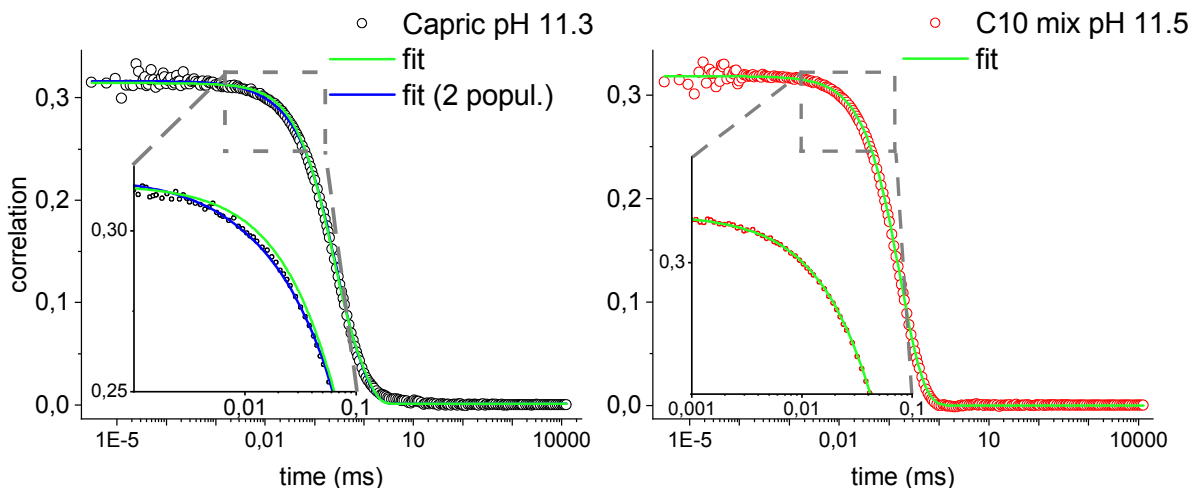 Capric pH 11.3
fit
fit (2 popul.)
correlation
0,3
0,2
0,1
0,0
0,30
0,25
0,01
0,1
1E-5
0,01
10
10000
time (ms)
C10 mix pH 11.5
fit
0,3
0,2
0,1
0,0
0,3
0,001
0,01
0,1
1E-5
0,01
10
10000
time (ms)